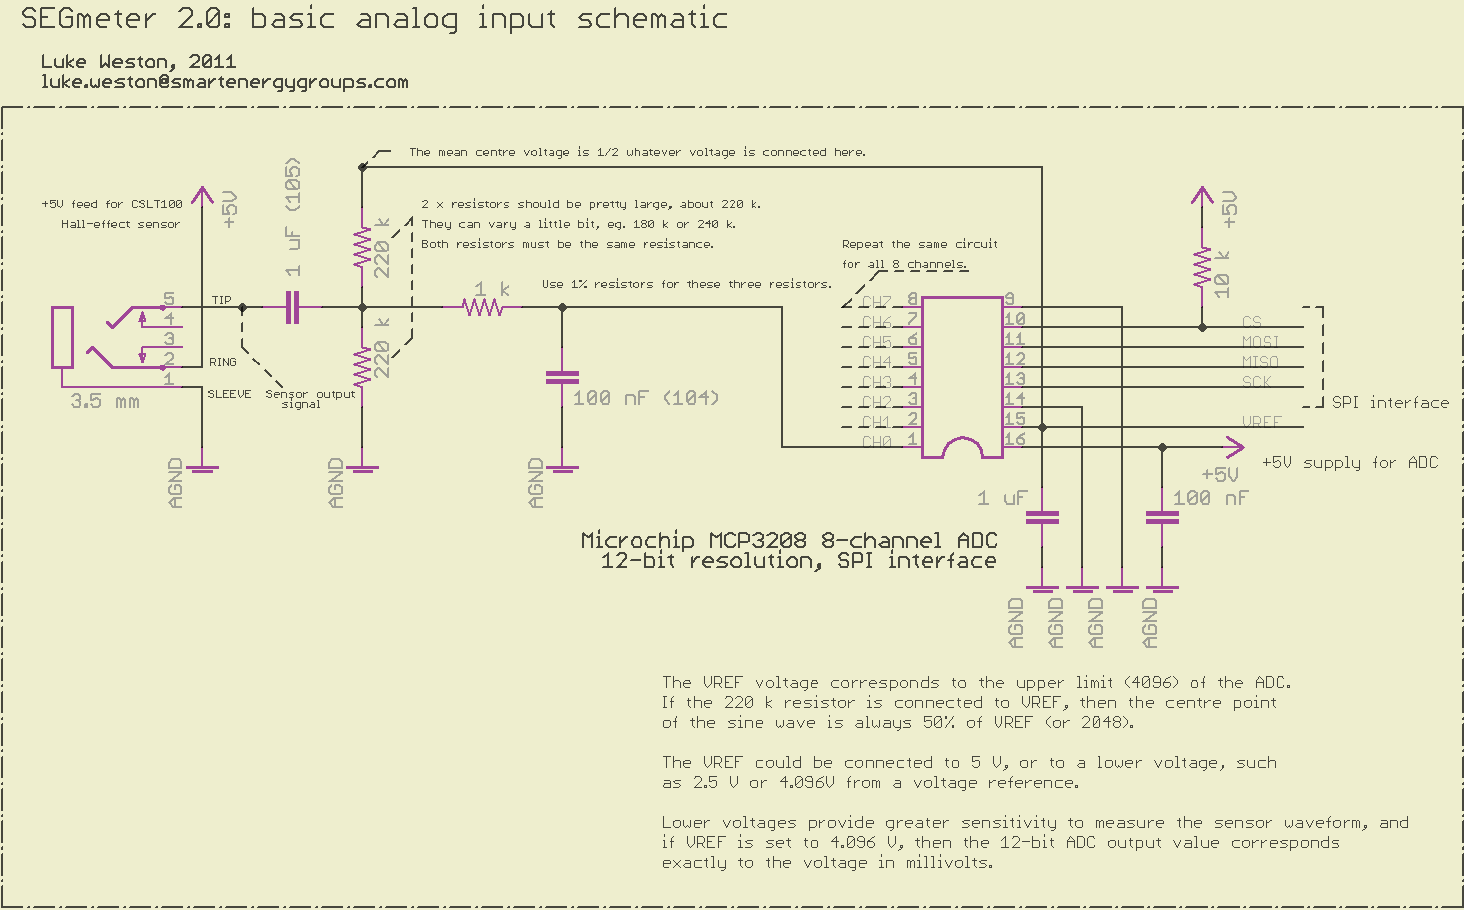 SEGmeter 2.0: basic analog input schematic
Luke Weston, 2011
luke.weston@smartenergygroups.com
The mean centre voltage is 1/2 whatever voltage is connected here.
+5V feed for CSLT100
Hall-effect sensor
+5V
1 uF (105)
2 x resistors should be pretty large, about 220 k.
They can vary a little bit, eg. 180 k or 240 k.
Both resistors must be the same resistance.
220 k
Use 1% resistors for these three resistors.
Repeat the same circuit
for all 8 channels.
+5V
10 k
1 k
5
4
3
2
1
TIP
RING
SLEEVE
3.5 mm
Sensor output
signal
220 k
100 nF (104)
CH7 8
CH6 7
CH5 6
CH4 5
CH3 4
CH2 3
CH1 2
CH0 1
9
10 CS
11 MOSI
12 MISO
13 SCK
14
15 VREF
16
SPI interface
+5V
+5V supply for ADC
AGND
AGND
AGND
1 uF
100 nF
Microchip MCP3208 8-channel ADC
12-bit resolution, SPI interface
AGND
AGND
AGND
AGND
The VREF voltage corresponds to the upper limit (4096) of the ADC.
If the 220 k resistor is connected to VREF, then the centre point
of the sine wave is always 50% of VREF (or 2048).
The VREF could be connected to 5 V, or to a lower voltage, such
as 2.5 V or 4.096V from a voltage reference.
Lower voltages provide greater sensitivity to measure the sensor waveform, and
if VREF is set to 4.096 V, then the 12-bit ADC output value corresponds
exactly to the voltage in millivolts.